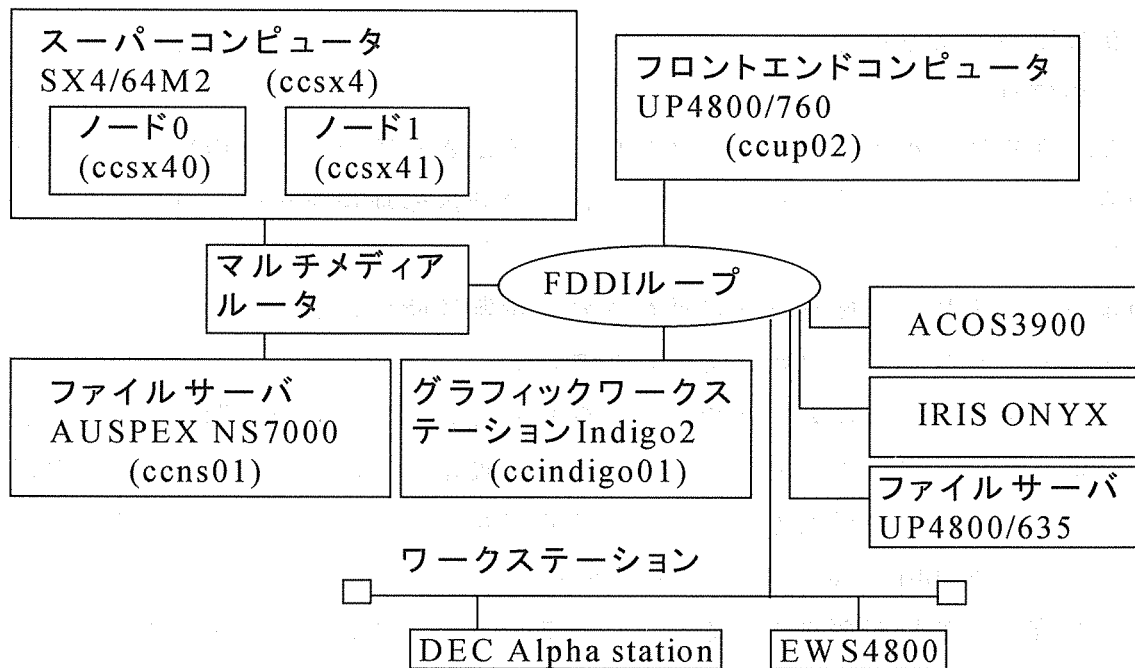 スーパーコンピュータ
SX4/64M2 (ccsx4)
ノード0
(ccsx40)
ノード1
(ccsx41)
フロントエンドコンピュータ
UP4800/760
(ccup02)
マルチメディア
ルータ
FDDIループ
ACOS3900
IRIS ONYX
ファイルサーバ
UP4800/635
ファイルサーバ
AUSPEX NS7000
(ccns01)
グラフィックワークス
テーションIndigo2
(ccindigo01)
ワークステーション
DEC Alpha station
EWS4800